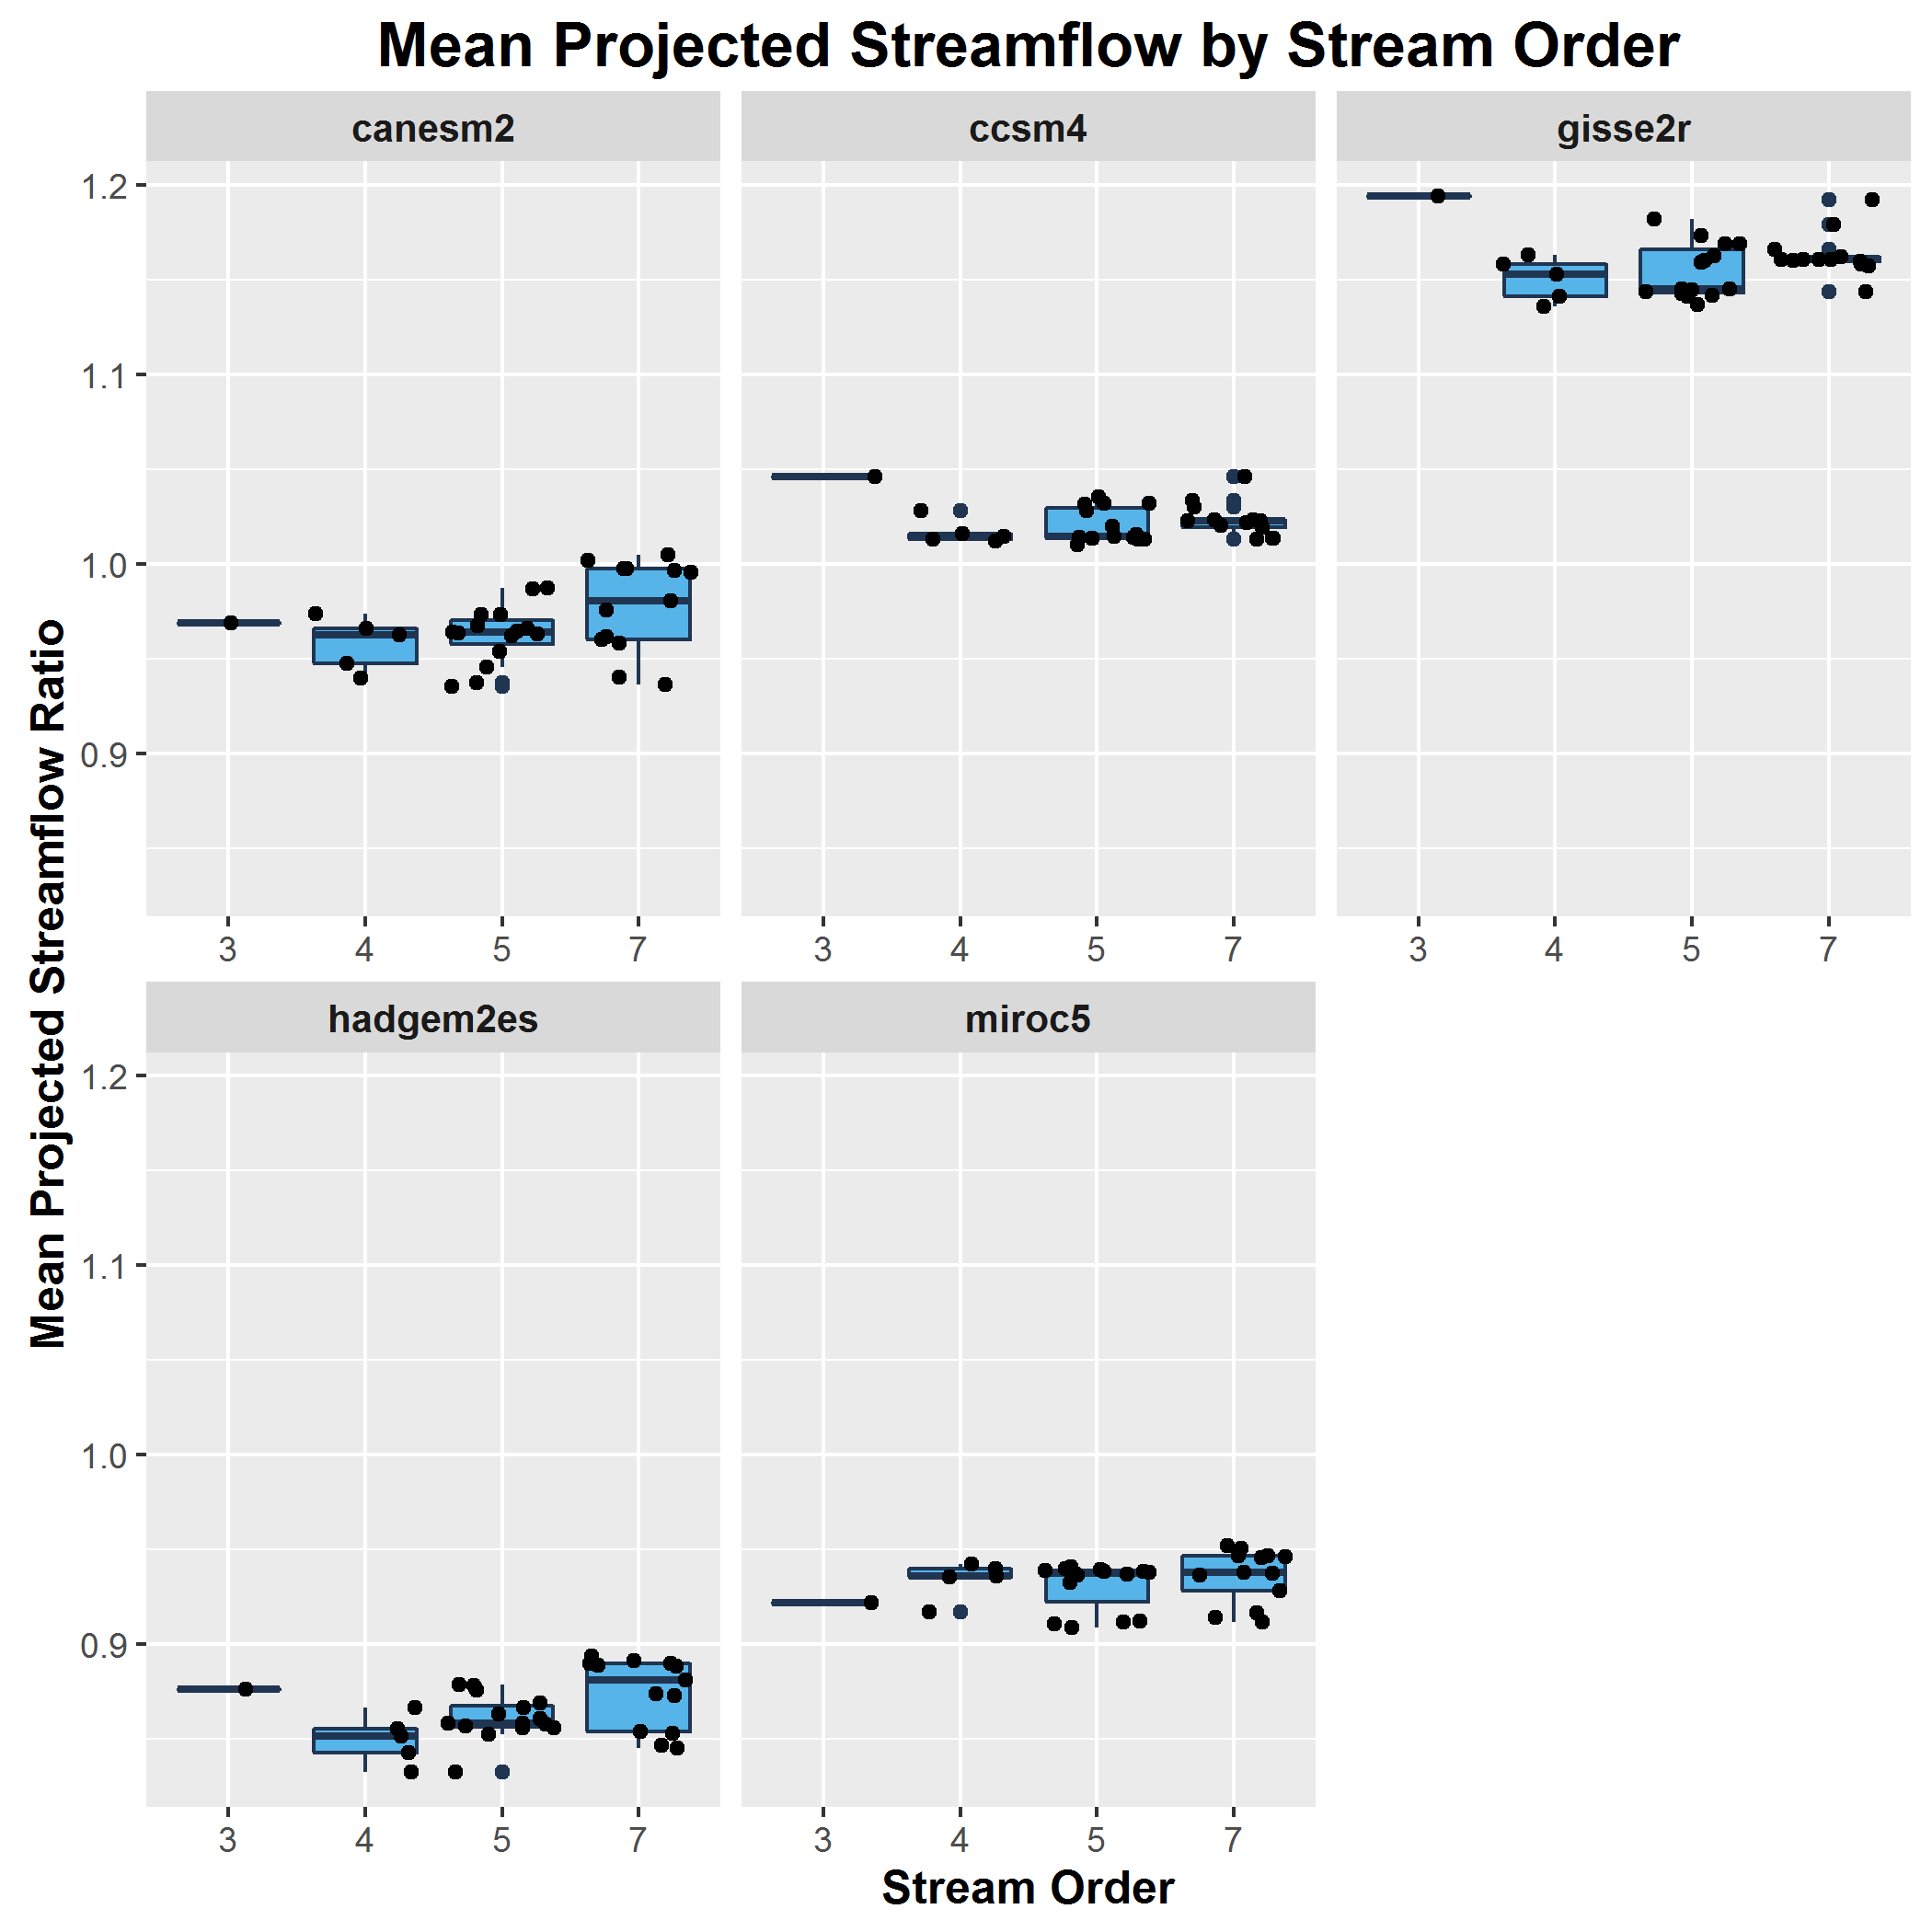 Mean Projected Streamflow by Stream Order
canesm2 ccsm4 gisse2r
1.2
1.1
1.0
0.9
3 4 5 7 3 4 5 7 3 4 5 7
Mean Projected Streamflow Ratio
hadgem2es miroc5
1.2
1.1
1.0
0.9
3 4 5 7 3 4 5 7
Stream Order